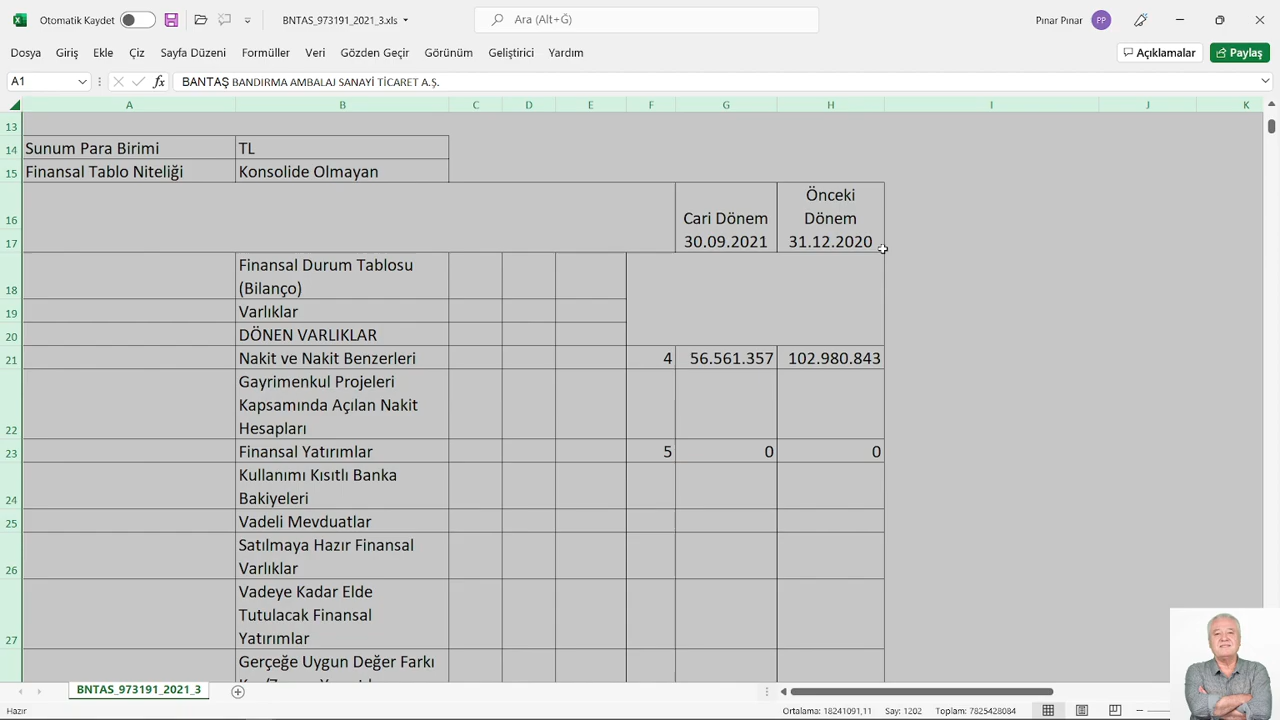 Otomatik Kaydet
BNTAS_973191_2021_3.xls
Ara (Alt+Ğ)
Pınar Pınar
PP
Dosya Giriş Ekle Çiz Sayfa Düzeni Formüller Veri Gözden Geçir Görünüm Geliştirici Yardım
Açıklamalar
Paylaş
A1
fx
BANTAŞ BANDIRMA AMBALAJ SANAYİ TİCARET A.Ş.
A B C D E F G H I J K
13
14 Sunum Para Birimi TL
15 Finansal Tablo Niteliği Konsolide Olmayan
Önceki
16 Cari Dönem Dönem
17 30.09.2021 31.12.2020
Finansal Durum Tablosu
18 (Bilanço)
19 Varlıklar
20 DÖNEN VARLIKLAR
21 Nakit ve Nakit Benzerleri 4 56.561.357 102.980.843
Gayrimenkul Projeleri
Kapsamında Açılan Nakit
22 Hesapları
23 Finansal Yatırımlar 5 0 0
Kullanımı Kısıtlı Banka
24 Bakiyeleri
25 Vadeli Mevduatlar
Satılmaya Hazır Finansal
26 Varlıklar
Vadeye Kadar Elde
Tutulacak Finansal
27 Yatırımlar
Gerçeğe Uygun Değer Farkı
BNTAS_973191_2021_3
Hazır
Ortalama: 18241091,11 Say: 1202 Toplam: 7825428084